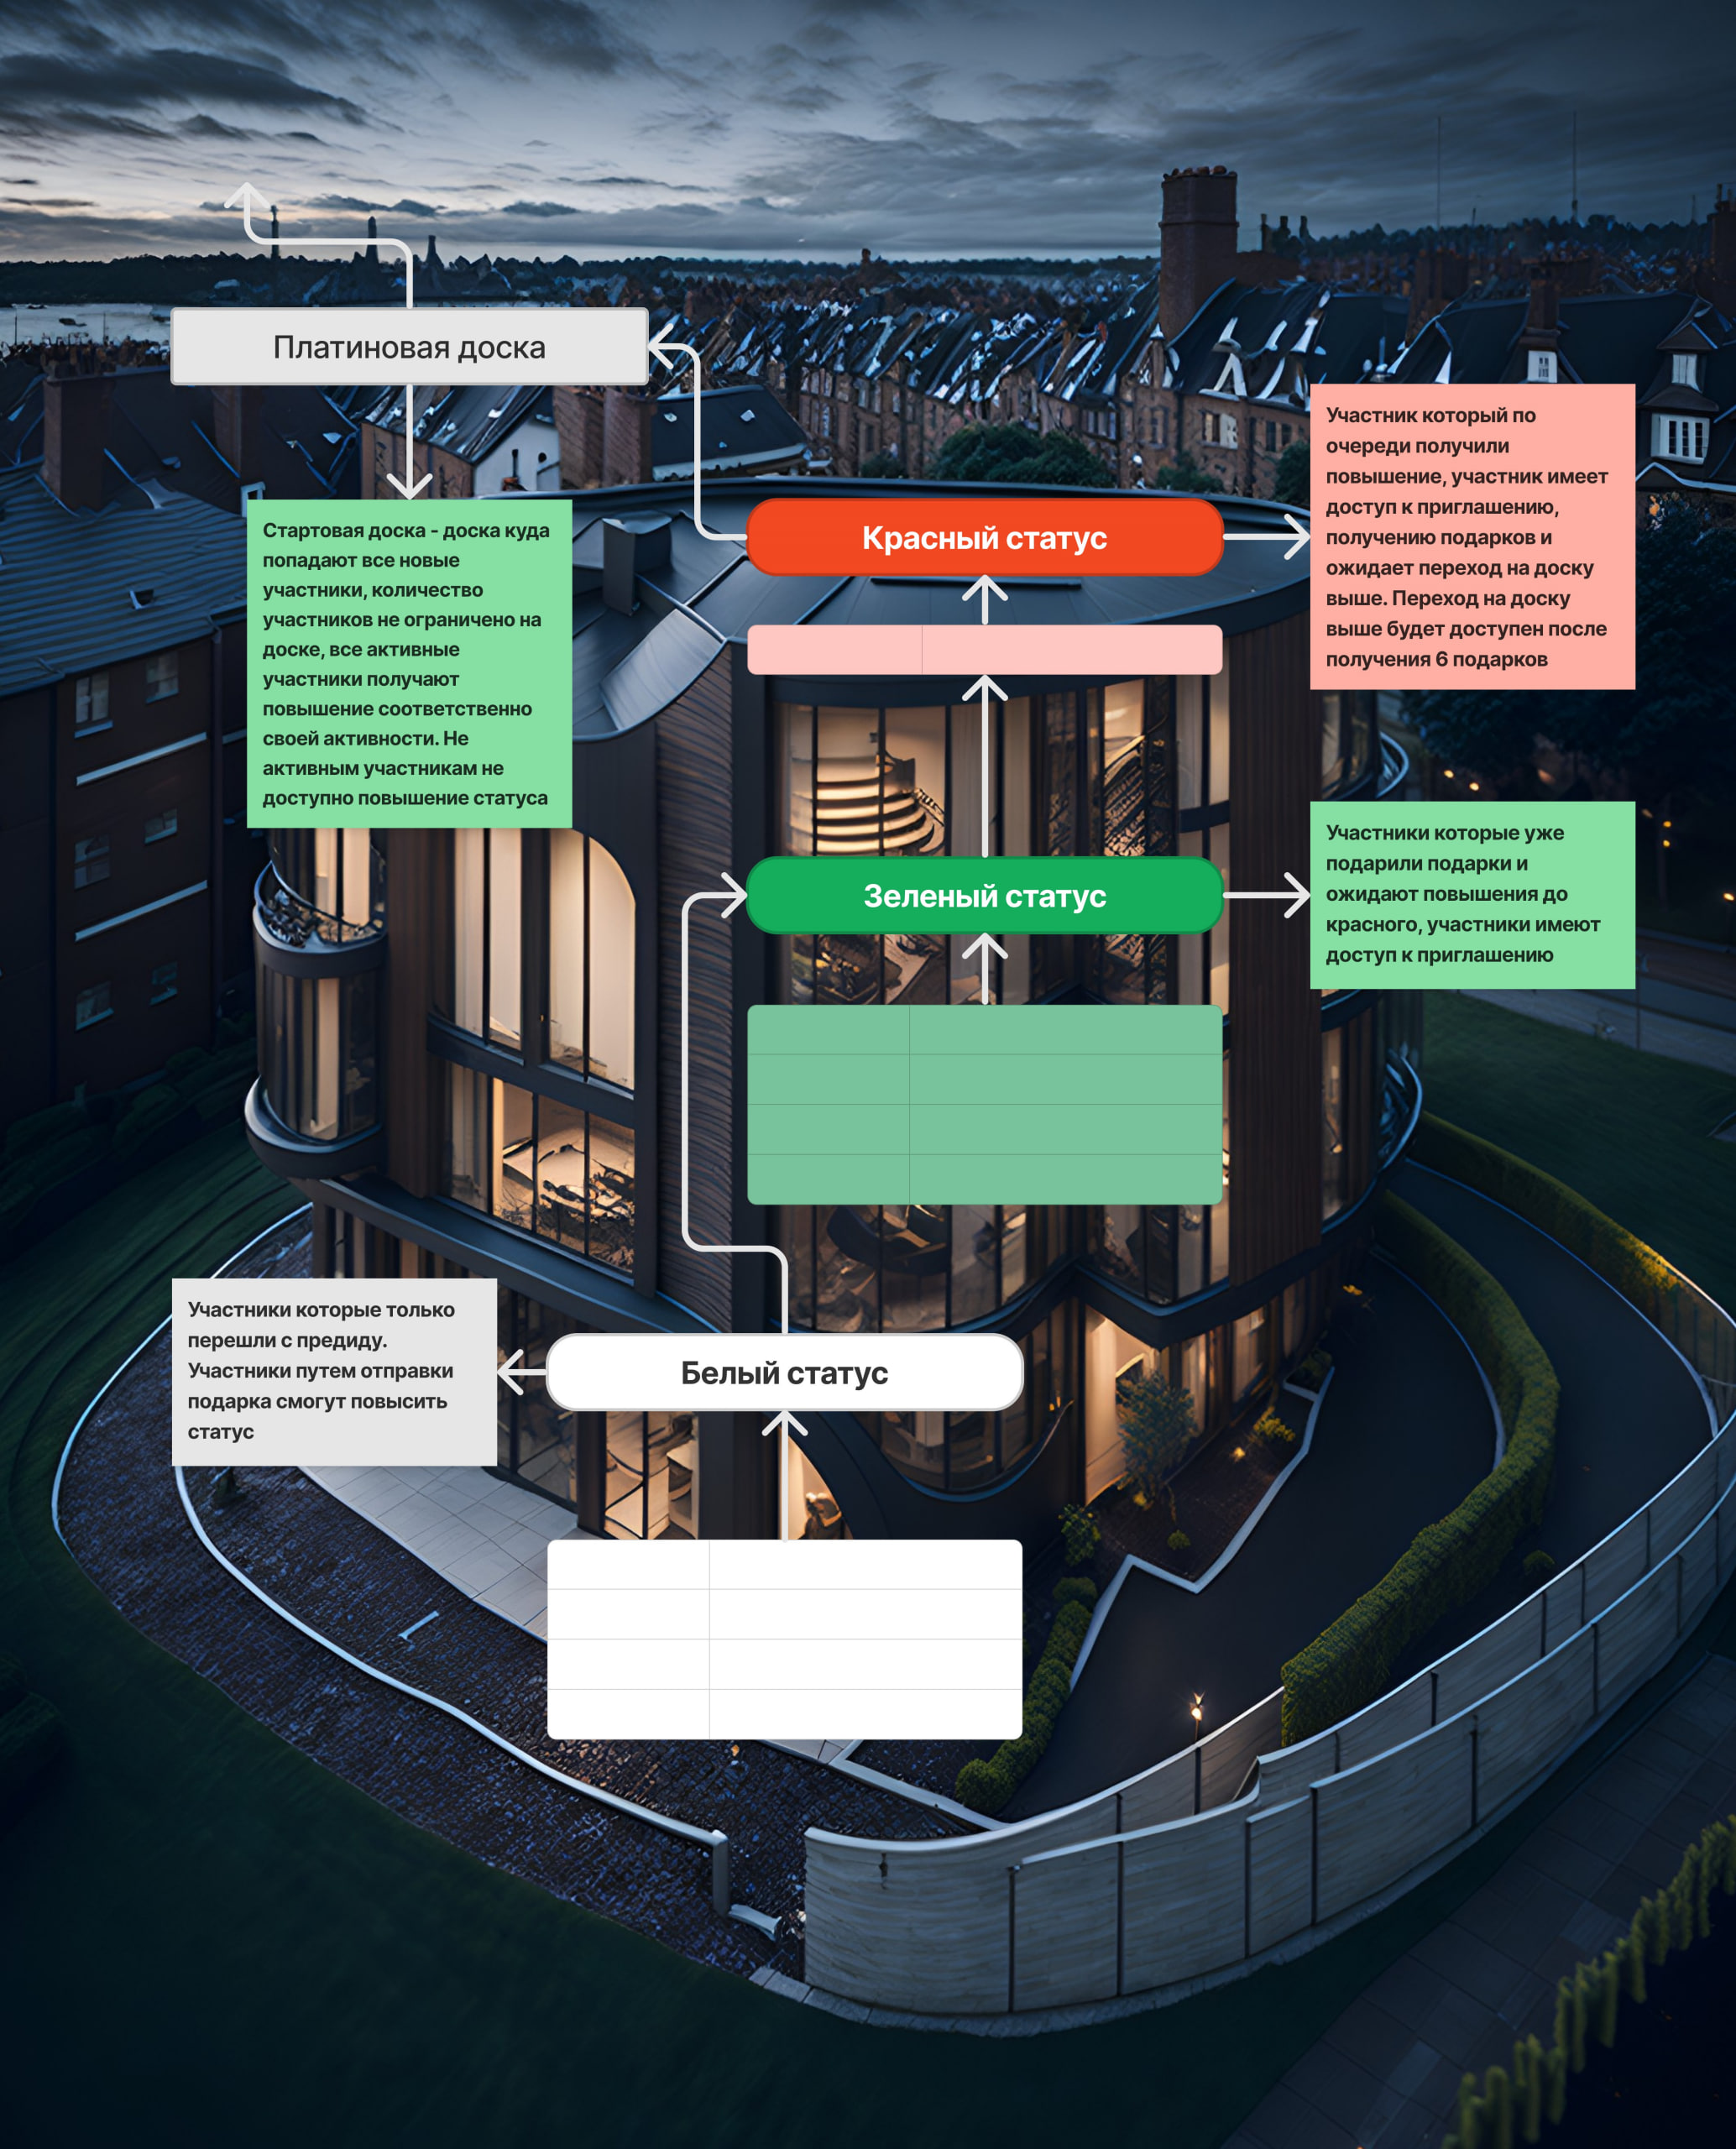 Платиновая доска
Стартовая доска - доска куда
попадают все новые
участники, количество
участников не ограничено на
доске, все активные
участники получают
повышение соответственно
своей активности. Не
активным участникам не
доступно повышение статуса
Красный статус
Участник который по
очереди получили
повышение, участник имеет
доступ к приглашению,
получению подарков и
ожидает переход на доску
выше. Переход на доску
выше будет доступен после
получения 6 подарков
Зеленый статус
Участники которые уже
подарили подарки и
ожидают повышения до
красного, участники имеют
доступ к приглашению
Участники которые только
перешли с предиду.
Участники путем отправки
подарка смогут повысить
статус
Белый статус